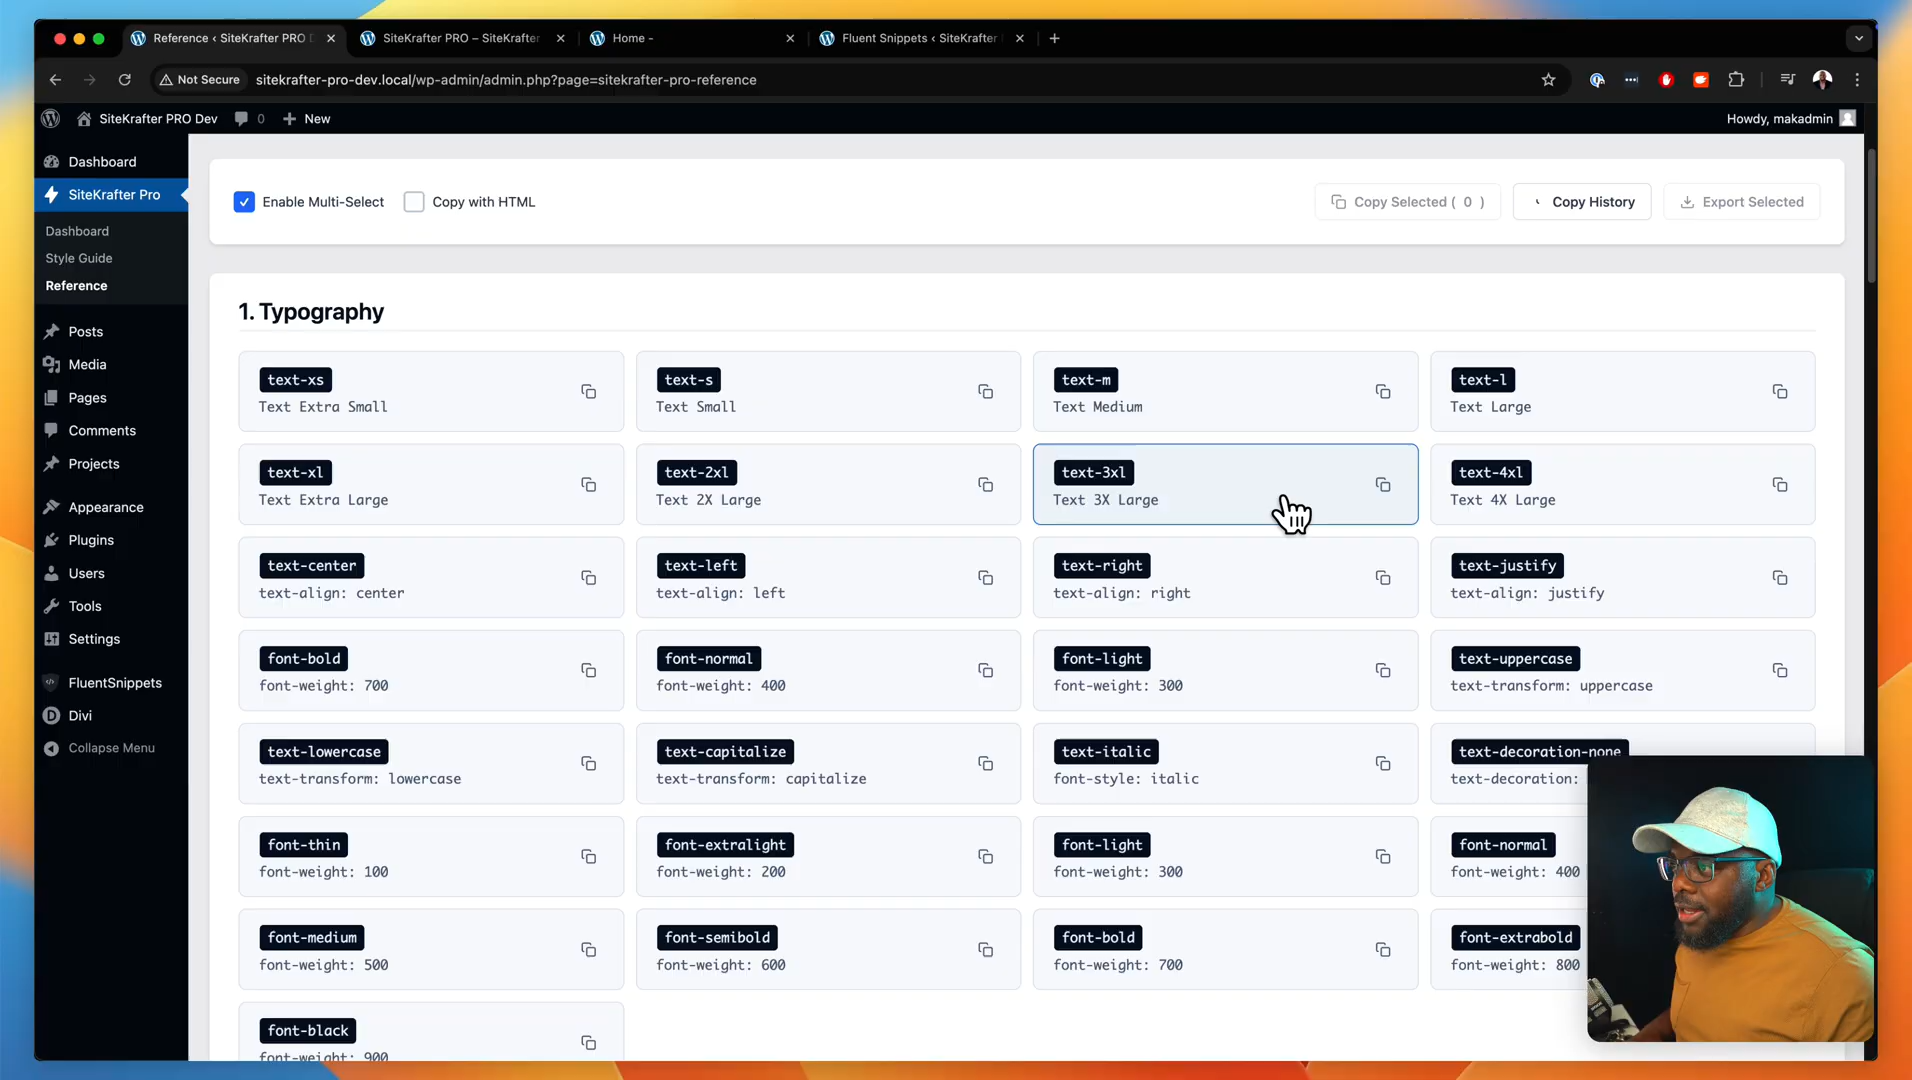 Reference ‹ SiteKrafter PRO D
SiteKrafter PRO – SiteKrafter
Home -
Fluent Snippets ‹ SiteKrafter
Not Secure
sitekrafter-pro-dev.local/wp-admin/admin.php?page=sitekrafter-pro-reference
SiteKrafter PRO Dev
0
New
Howdy, makadmin
Dashboard
SiteKrafter Pro
Dashboard
Style Guide
Reference
Posts
Media
Pages
Comments
Projects
Appearance
Plugins
Users
Tools
Settings
FluentSnippets
Divi
Collapse Menu
Enable Multi-Select
Copy with HTML
Copy Selected ( 0 )
Copy History
Export Selected
1. Typography
text-xs
Text Extra Small
text-s
Text Small
text-m
Text Medium
text-l
Text Large
text-xl
Text Extra Large
text-2xl
Text 2X Large
text-3xl
Text 3X Large
text-4xl
Text 4X Large
text-center
text-align: center
text-left
text-align: left
text-right
text-align: right
text-justify
text-align: justify
font-bold
font-weight: 700
font-normal
font-weight: 400
font-light
font-weight: 300
text-uppercase
text-transform: uppercase
text-lowercase
text-transform: lowercase
text-capitalize
text-transform: capitalize
text-italic
font-style: italic
text-decoration-none
text-decoration:
font-thin
font-weight: 100
font-extralight
font-weight: 200
font-light
font-weight: 300
font-normal
font-weight: 400
font-medium
font-weight: 500
font-semibold
font-weight: 600
font-bold
font-weight: 700
font-extrabold
font-weight: 800
font-black
font-weight: 900